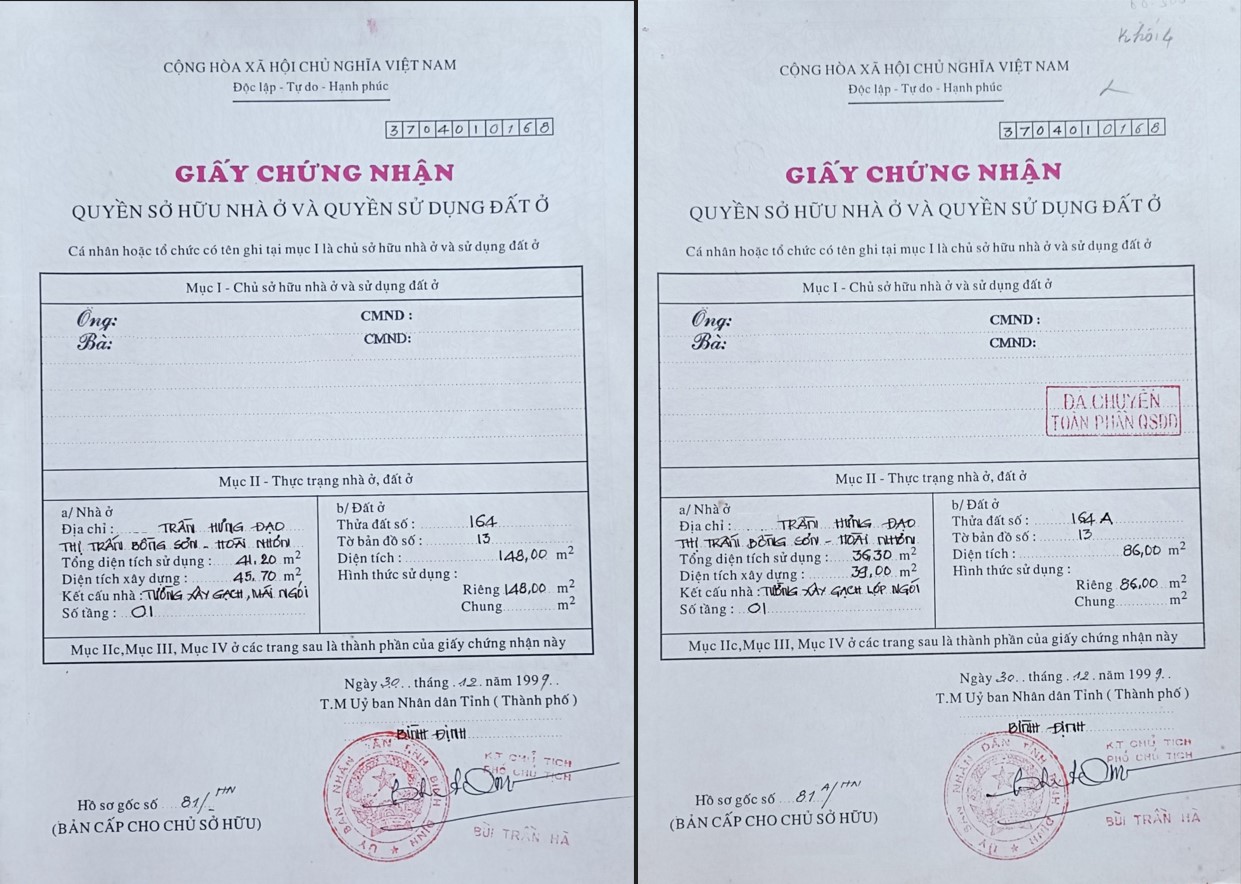 CỘNG HÒA XÃ HỘI CHỦ NGHĨA VIỆT NAM
Độc lập - Tự do - Hạnh phúc
3704010168
GIẤY CHỨNG NHẬN
QUYỀN SỞ HỮU NHÀ Ở VÀ QUYỀN SỬ DỤNG ĐẤT Ở
Cá nhân hoặc tổ chức có tên ghi tại mục I là chủ sở hữu nhà ở và sử dụng đất ở
Mục I - Chủ sở hữu nhà ở và sử dụng đất ở
Ông: CMND :
Bà: CMND:
Mục II - Thực trạng nhà ở, đất ở
a/ Nhà ở
Địa chỉ : TRẦN HƯNG ĐẠO
THỊ TRẤN BỒNG SƠN - HOÀI NHƠN
Tổng diện tích sử dụng : 41.20 m²
Diện tích xây dựng : 45.70 m²
Kết cấu nhà : TƯỜNG XÂY GẠCH, MÁI NGÓI
Số tầng : 01
b/ Đất ở
Thửa đất số : 164
Tờ bản đồ số : 13
Diện tích : 148,00 m²
Hình thức sử dụng :
Riêng 148,00 m²
Chung m²
Mục IIc,Mục III, Mục IV ở các trang sau là thành phần của giấy chứng nhận này
Ngày 30 tháng 12 năm 1999
T.M Uỷ ban Nhân dân Tỉnh ( Thành phố )
BÌNH ĐỊNH
K.T CHỦ TỊCH
PHÓ CHỦ TỊCH
ỦY BAN NHÂN DÂN TỈNH BÌNH ĐỊNH
BÙI TRẦN HÀ
Hồ sơ gốc số 81/ HN
(BẢN CẤP CHO CHỦ SỞ HỮU)
Khối 4
CỘNG HÒA XÃ HỘI CHỦ NGHĨA VIỆT NAM
Độc lập - Tự do - Hạnh phúc
3704010168
GIẤY CHỨNG NHẬN
QUYỀN SỞ HỮU NHÀ Ở VÀ QUYỀN SỬ DỤNG ĐẤT Ở
Cá nhân hoặc tổ chức có tên ghi tại mục I là chủ sở hữu nhà ở và sử dụng đất ở
Mục I - Chủ sở hữu nhà ở và sử dụng đất ở
Ông: CMND :
Bà: CMND:
ĐÃ CHUYỂN
TOÀN PHẦN QSDĐ
Mục II - Thực trạng nhà ở, đất ở
a/ Nhà ở
Địa chỉ : TRẦN HƯNG ĐẠO
THỊ TRẤN BỒNG SƠN - HOÀI NHƠN
Tổng diện tích sử dụng : 36.30 m²
Diện tích xây dựng : 39,00 m²
Kết cấu nhà : TƯỜNG XÂY GẠCH LỢP NGÓI
Số tầng : 01
b/ Đất ở
Thửa đất số : 164 A
Tờ bản đồ số : 13
Diện tích : 86,00 m²
Hình thức sử dụng :
Riêng 86,00 m²
Chung m²
Mục IIc,Mục III, Mục IV ở các trang sau là thành phần của giấy chứng nhận này
Ngày 30 tháng 12 năm 1999
T.M Uỷ ban Nhân dân Tỉnh ( Thành phố )
BÌNH ĐỊNH
K.T CHỦ TỊCH
PHÓ CHỦ TỊCH
ỦY BAN NHÂN DÂN TỈNH BÌNH ĐỊNH
BÙI TRẦN HÀ
Hồ sơ gốc số 81 A/ HN
(BẢN CẤP CHO CHỦ SỞ HỮU)